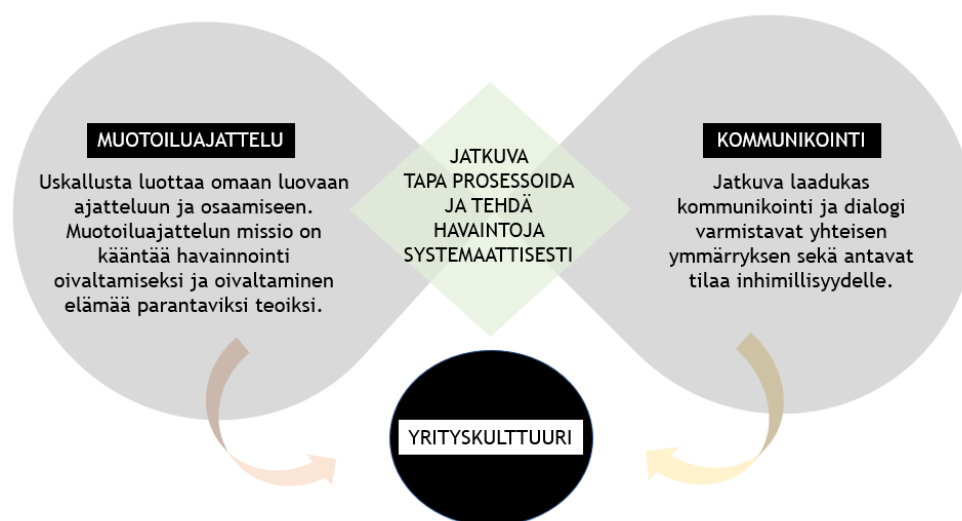 MUOTOILUAJATTELU
Uskallusta luottaa omaan luovaan
ajatteluun ja osaamiseen.
Muotoiluajattelun missio on
kääntää havainnointi
oivaltamiseksi ja oivaltaminen
elämää parantaviksi teoiksi.
JATKUVA
TAPA PROSESSOIDA
JA TEHDÄ
HAVAINTOJA
SYSTEMAATTISESTI
KOMMUNIKOINTI
Jatkuva laadukas
kommunikointi ja dialogi
varmistavat yhteisen
ymmärryksen sekä antavat
tilaa inhimillisyydelle.
YRITYSKULTTUURI